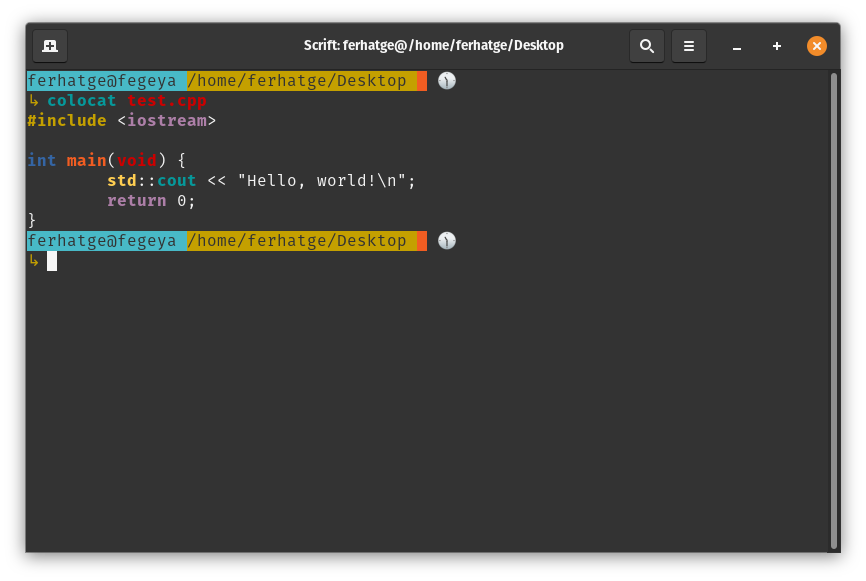 Scrift: ferhatge@/home/ferhatge/Desktop
ferhatge@fegeya /home/ferhatge/Desktop
↳ colocat test.cpp
#include <iostream>
int main(void) {
        std::cout << "Hello, world!\n";
        return 0;
}
ferhatge@fegeya /home/ferhatge/Desktop
↳